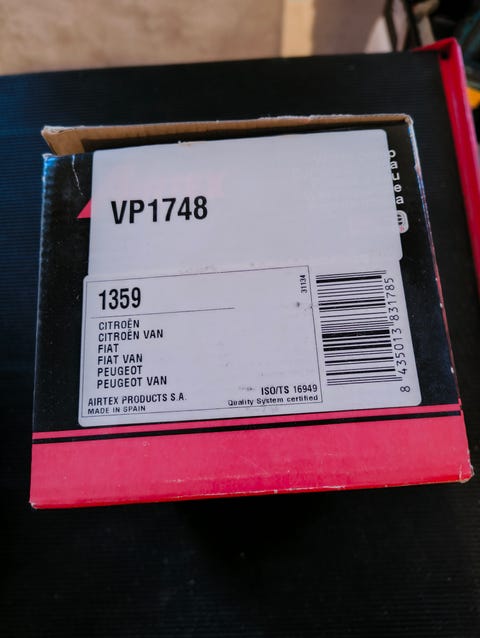 VP1748
1359
31134
CITROËN
CITROËN VAN
FIAT
FIAT VAN
PEUGEOT
PEUGEOT VAN
AIRTEX PRODUCTS S.A.
MADE IN SPAIN
ISO/TS 16949
Quality System certified
8 435013 831785